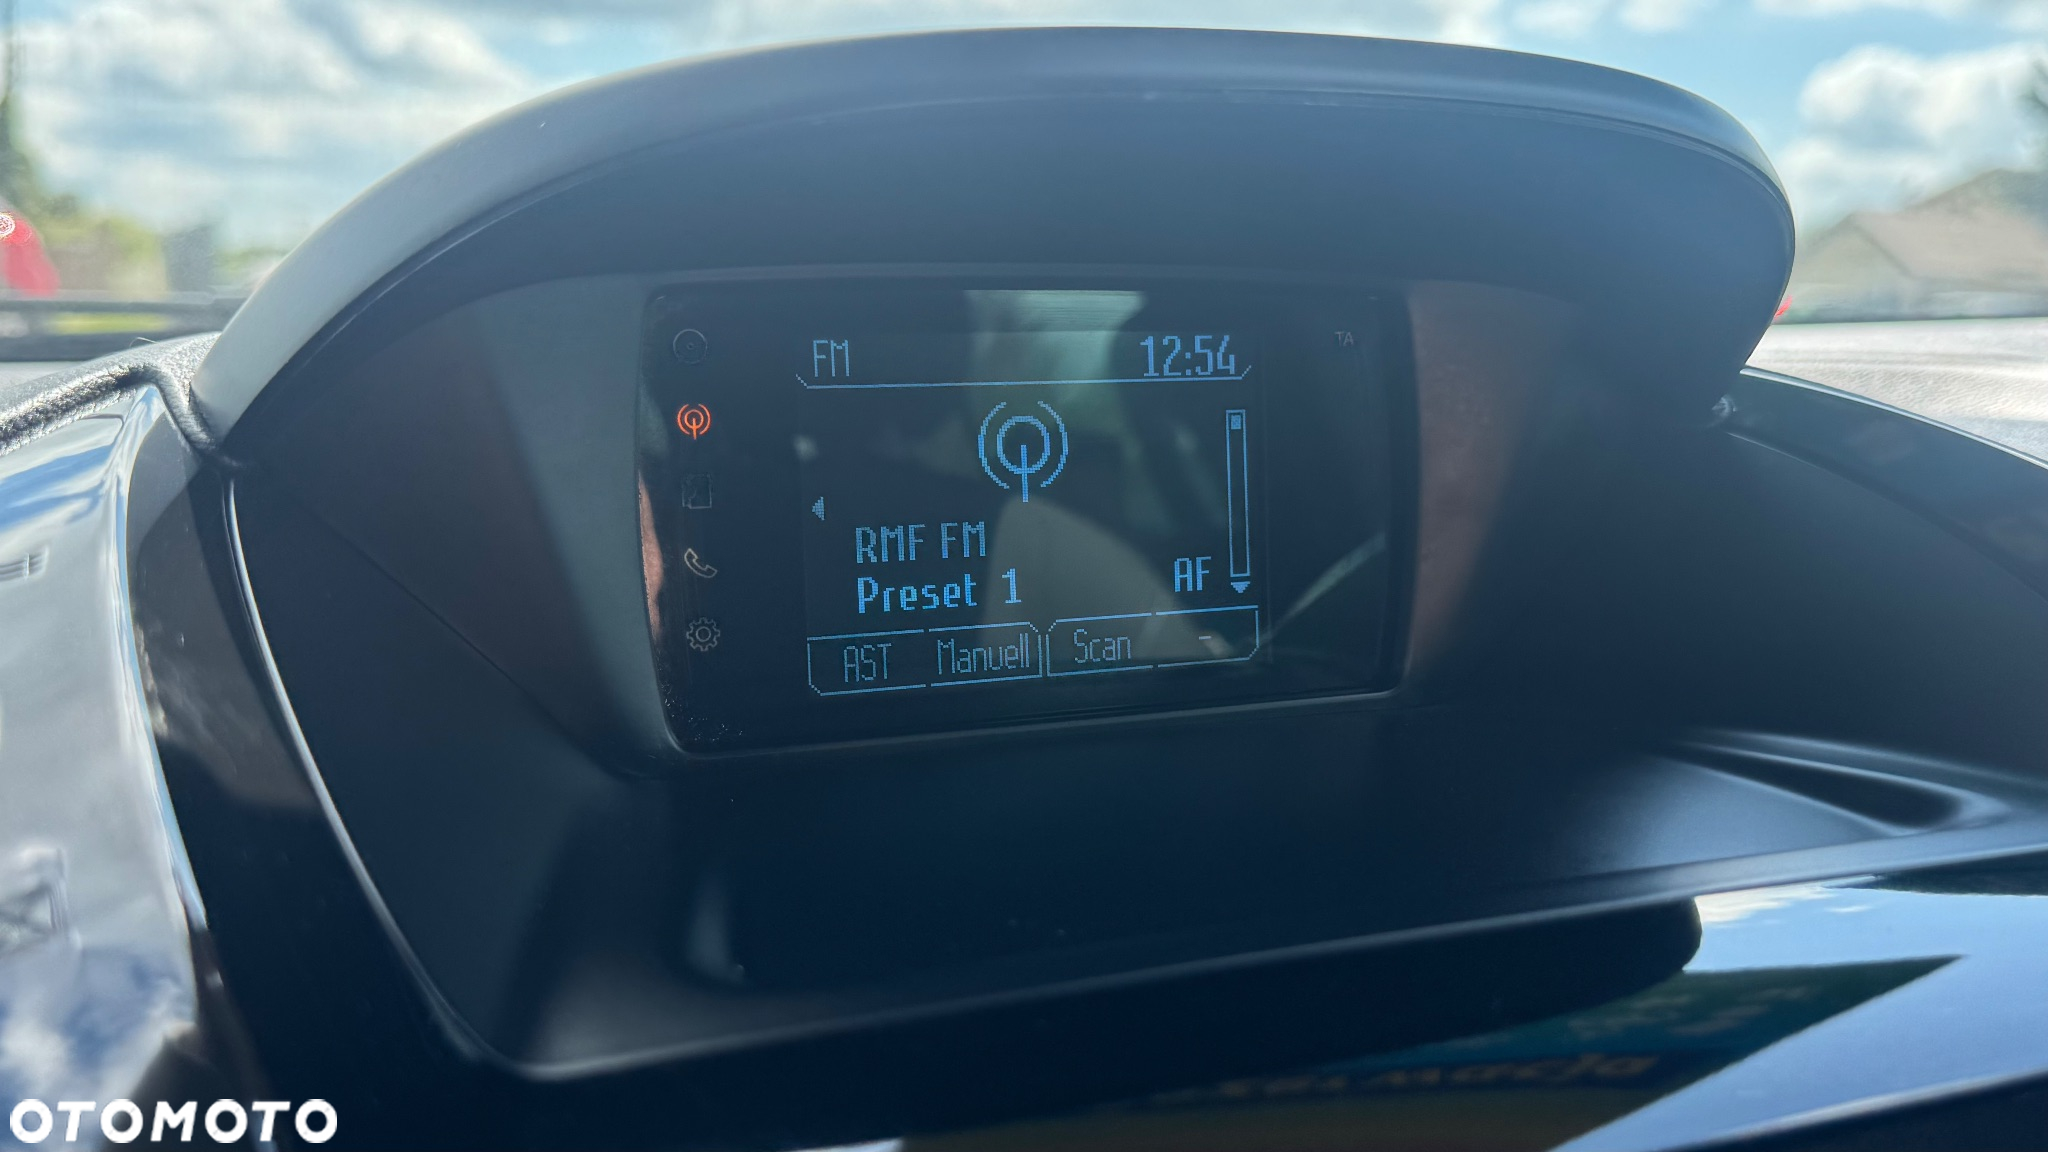 FM 12:54
TA
RMF FM
Preset 1 AF
AST Manuell Scan -
OTOMOTO